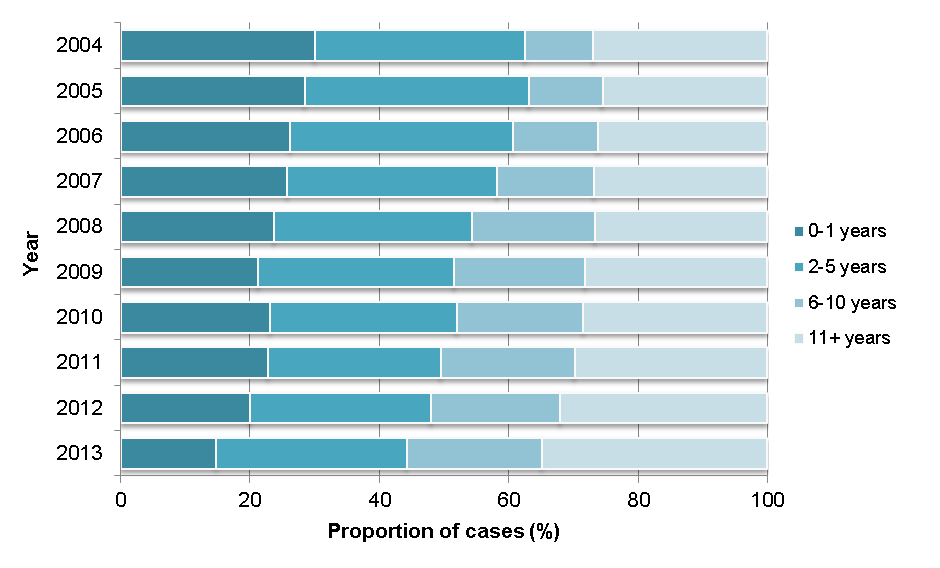 2004
2005
2006
2007
2008
2009
2010
2011
2012
2013
Year
0 20 40 60 80 100
Proportion of cases (%)
0-1 years
2-5 years
6-10 years
11+ years